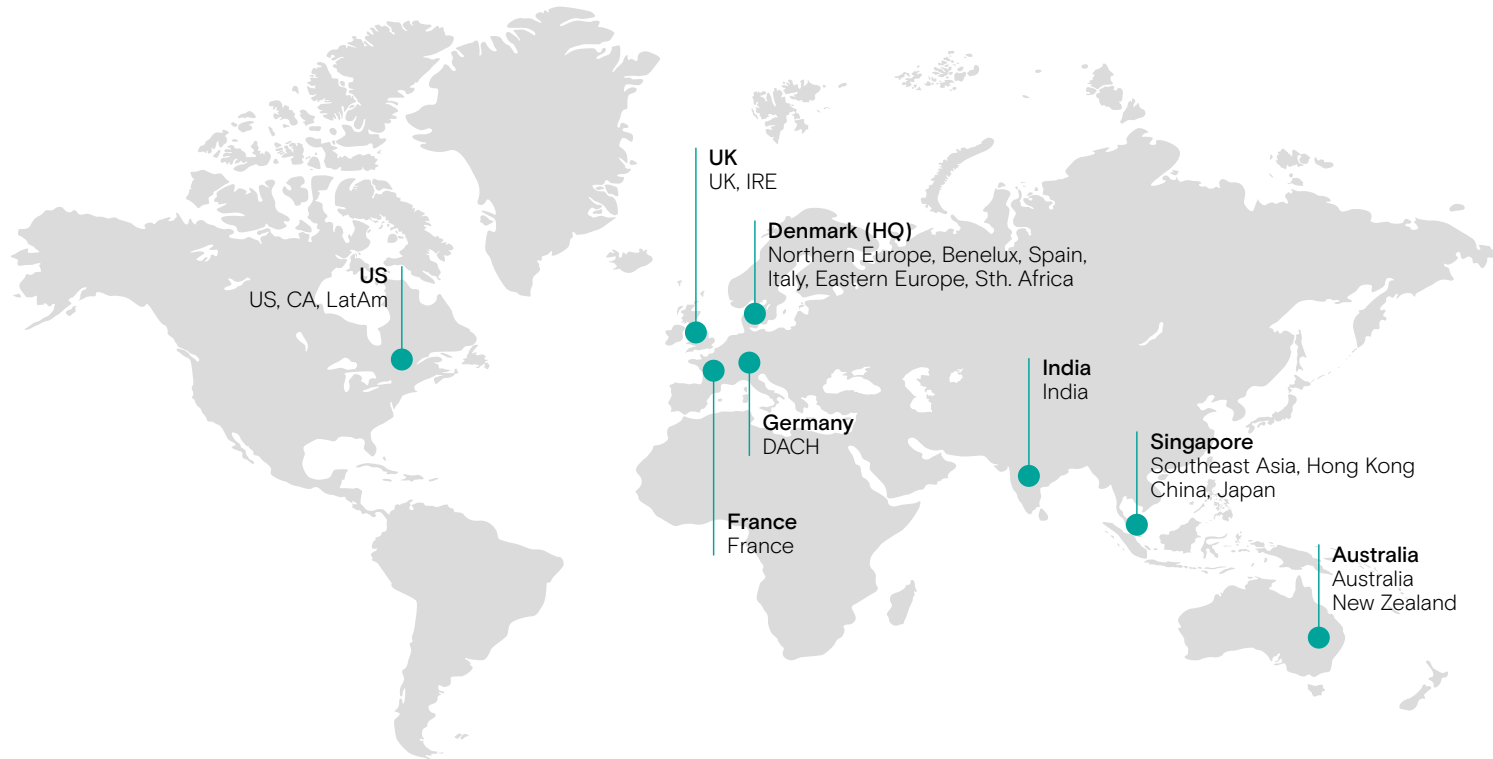 UK
UK, IRE
Denmark (HQ)
Northern Europe, Benelux, Spain,
Italy, Eastern Europe, Sth. Africa
US
US, CA, LatAm
India
India
Germany
DACH
Singapore
Southeast Asia, Hong Kong
China, Japan
France
France
Australia
Australia
New Zealand